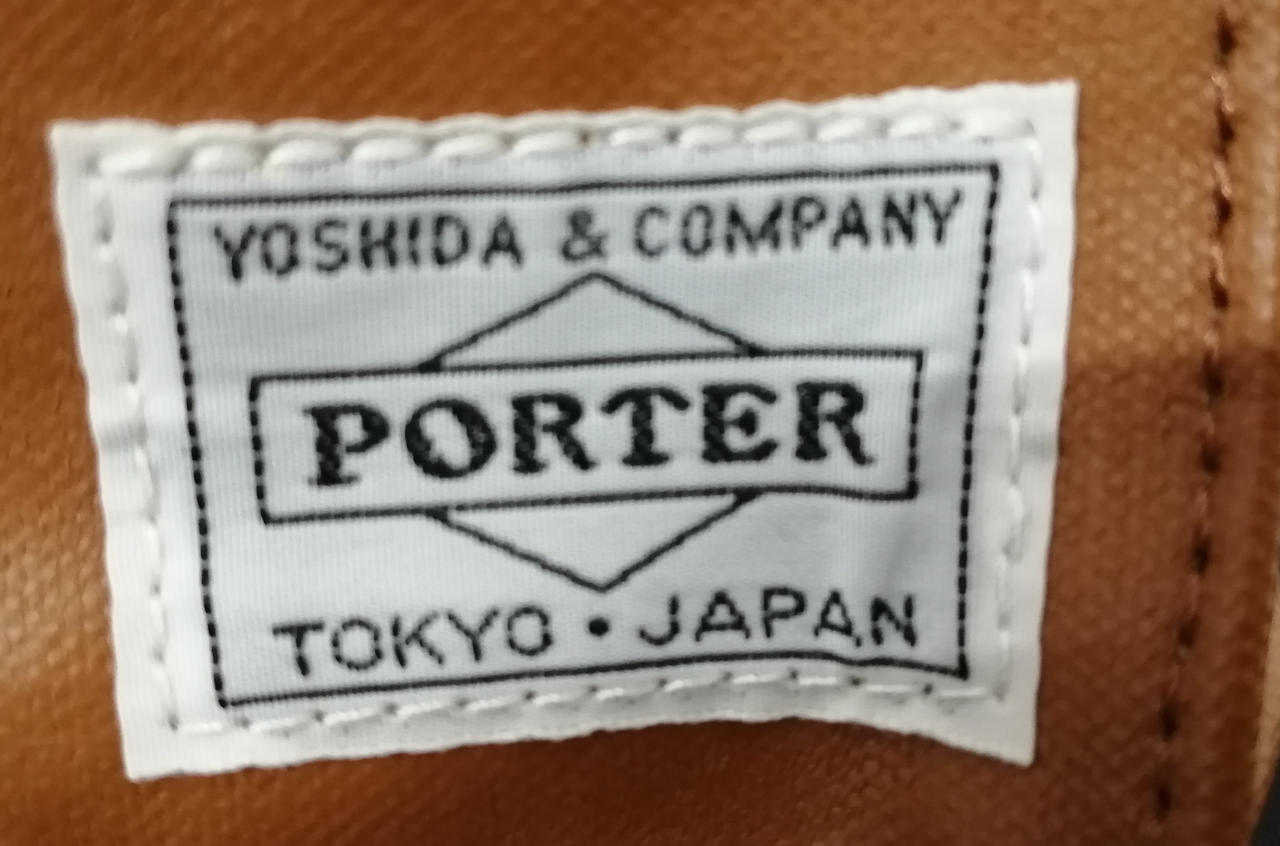 YOSHIDA & COMPANY
PORTER
TOKYO • JAPAN